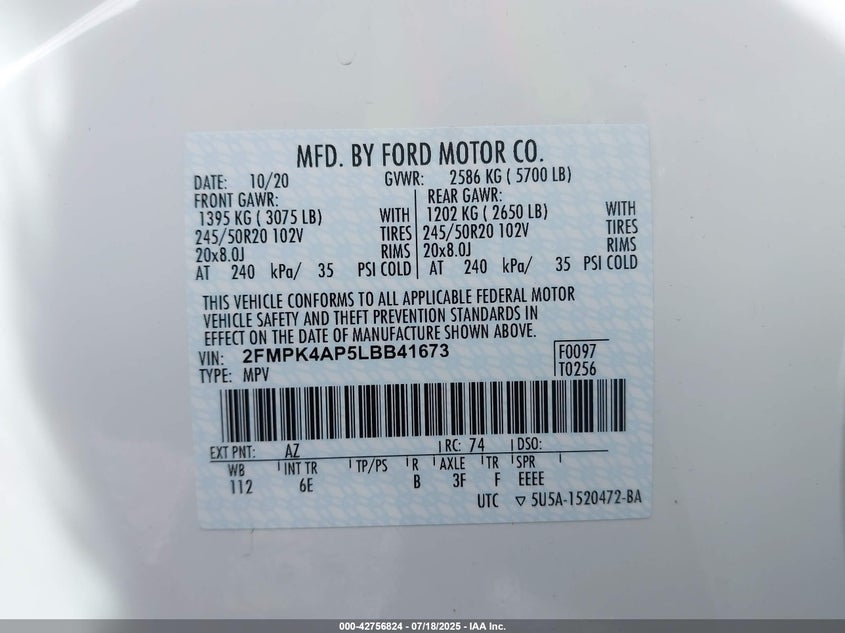 MFD. BY FORD MOTOR CO.
DATE: 10/20 GVWR: 2586 KG ( 5700 LB)
FRONT GAWR: REAR GAWR:
1395 KG ( 3075 LB) WITH 1202 KG ( 2650 LB) WITH
245/50R20 102V TIRES 245/50R20 102V TIRES
20x8.0J RIMS 20x8.0J RIMS
AT 240 kPa/ 35 PSI COLD AT 240 kPa/ 35 PSI COLD
THIS VEHICLE CONFORMS TO ALL APPLICABLE FEDERAL MOTOR
VEHICLE SAFETY AND THEFT PREVENTION STANDARDS IN
EFFECT ON THE DATE OF MANUFACTURE SHOWN ABOVE.
VIN: 2FMPK4AP5LBB41673 F0097
TYPE: MPV T0256
EXT PNT: AZ RC: 74 DSO:
WB INT TR TP/PS R AXLE TR SPR
112 6E B 3F F EEEE
UTC ▽ 5U5A-1520472-BA
000-42756824 | 07/18/2025 - IAA Inc.